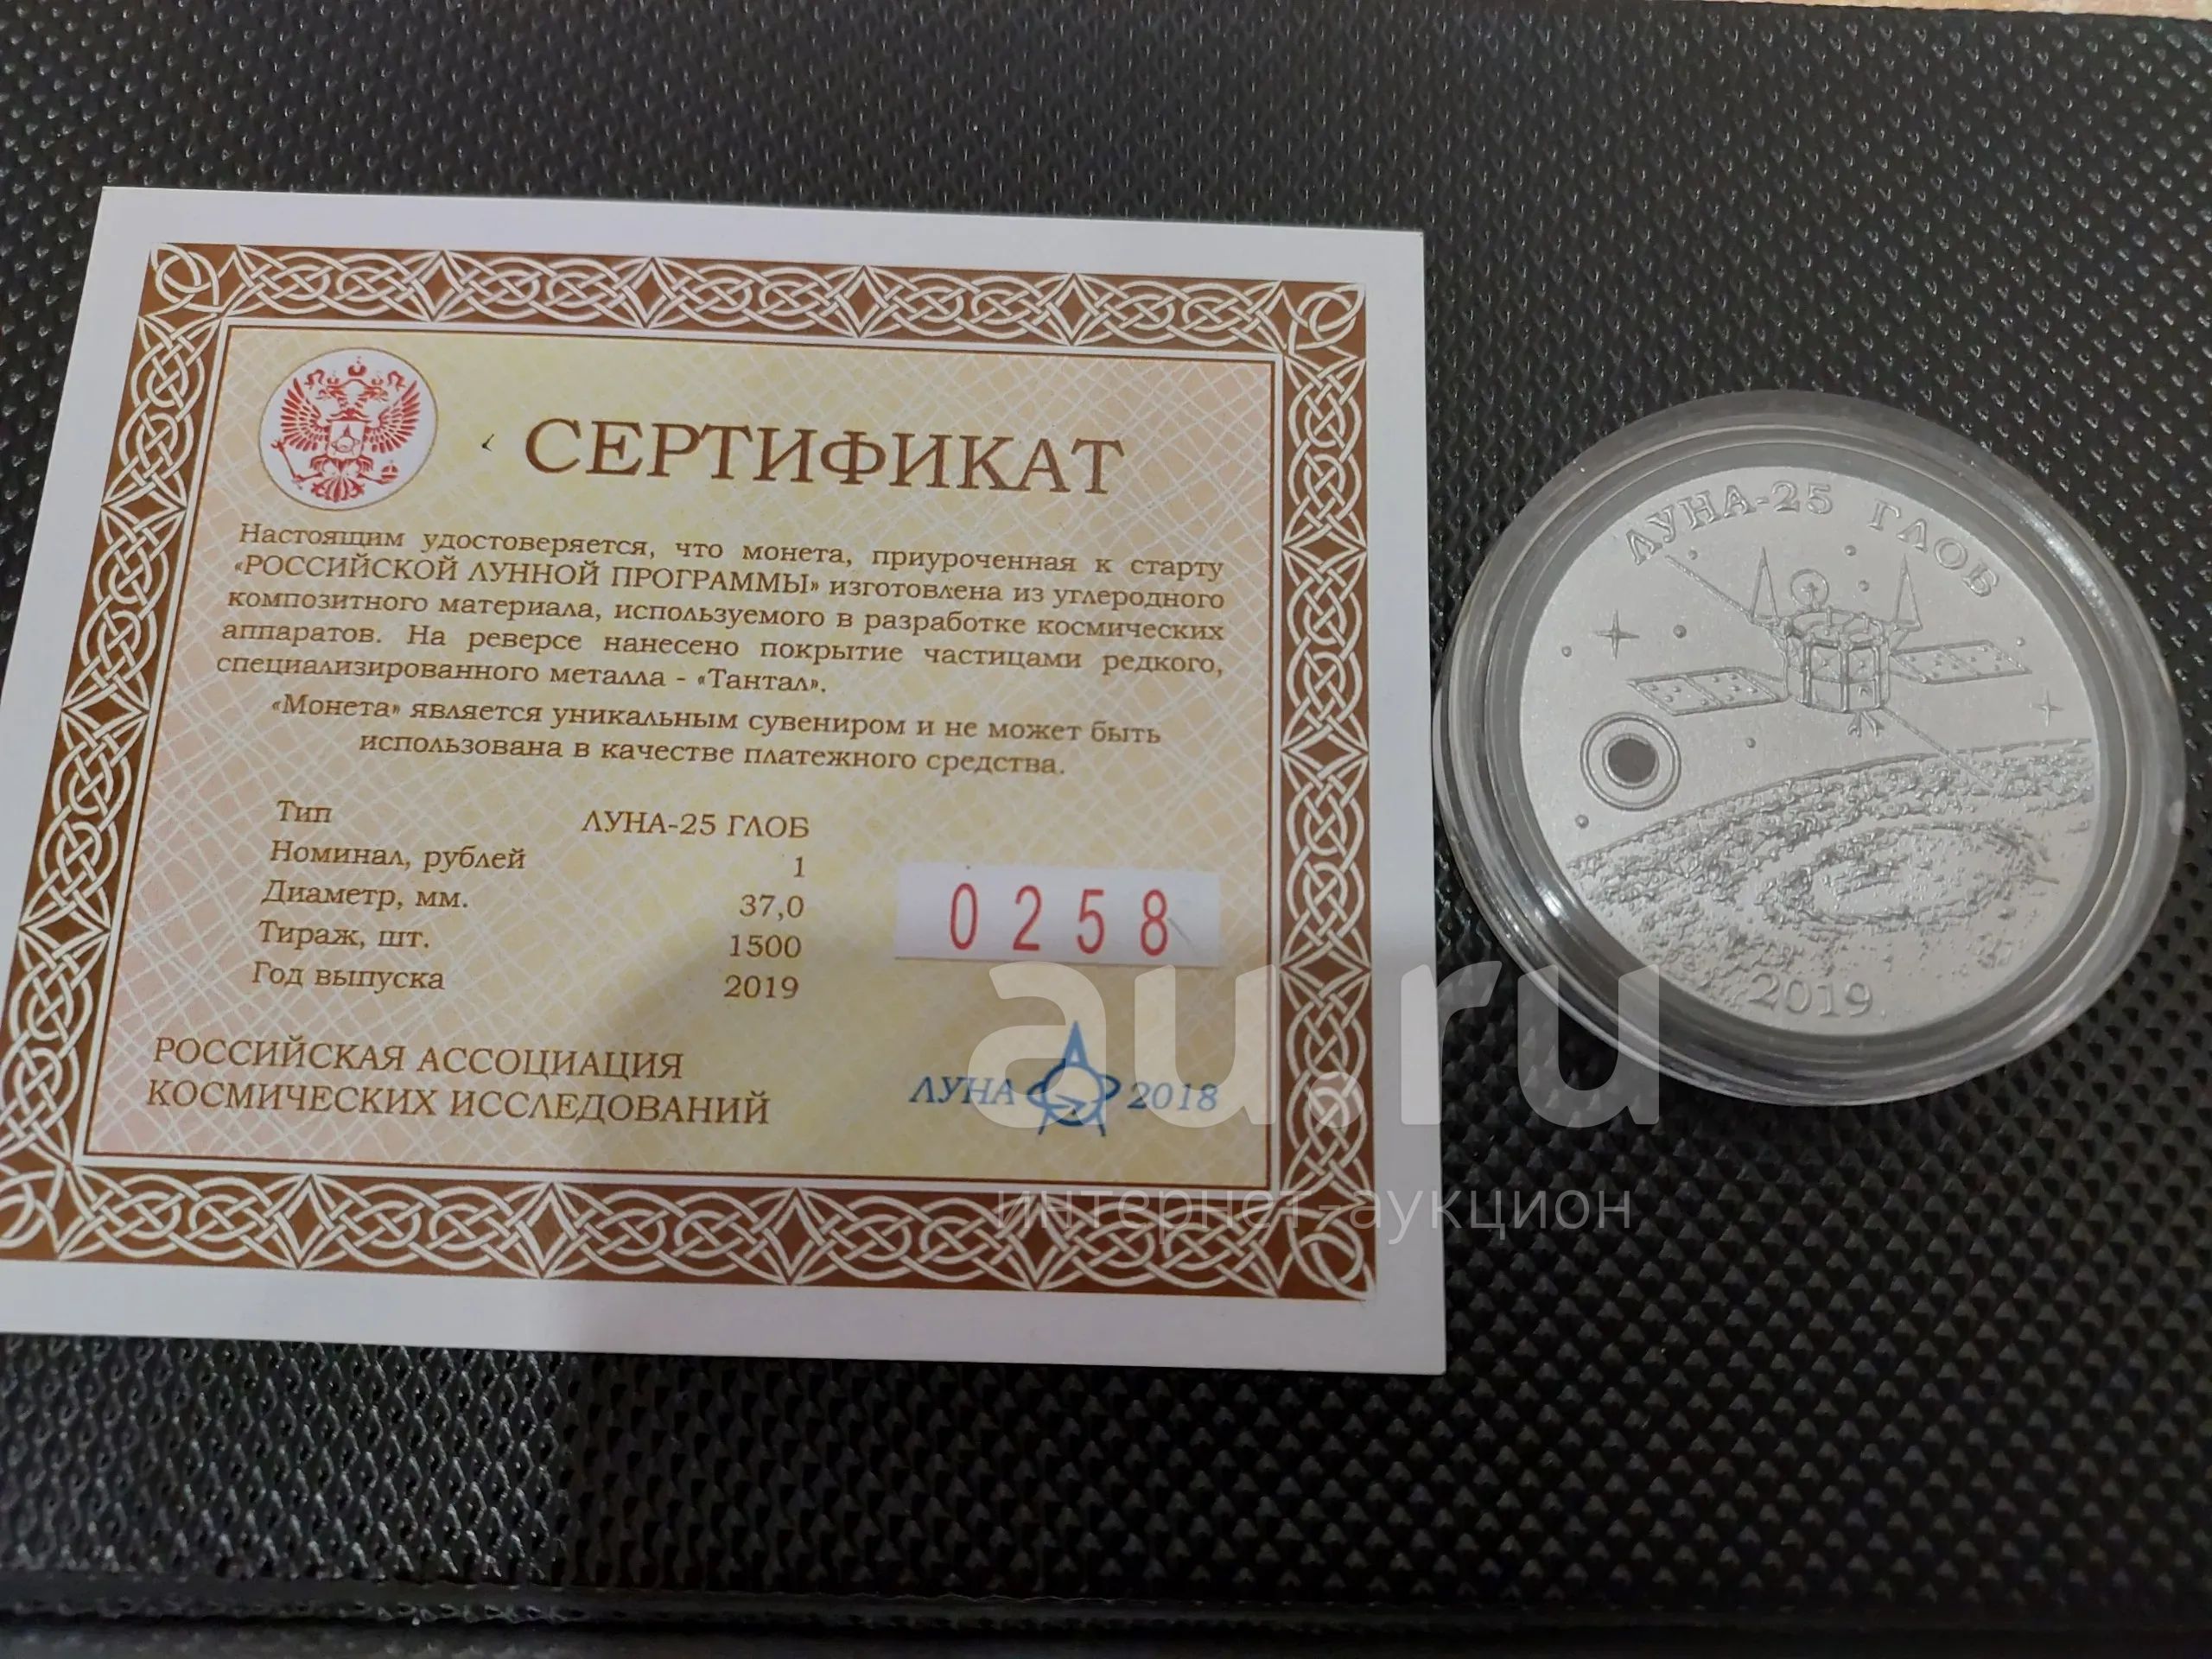 СЕРТИФИКАТ
Настоящим удостоверяется, что монета, приуроченная к старту
«РОССИЙСКОЙ ЛУННОЙ ПРОГРАММЫ» изготовлена из углеродного
композитного материала, используемого в разработке космических
аппаратов. На реверсе нанесено покрытие частицами редкого,
специализированного металла - «Тантал».
«Монета» является уникальным сувениром и не может быть
использована в качестве платежного средства.
Тип ЛУНА-25 ГЛОБ
Номинал, рублей 1
Диаметр, мм. 37,0
Тираж, шт. 1500
Год выпуска 2019
0258
РОССИЙСКАЯ АССОЦИАЦИЯ
КОСМИЧЕСКИХ ИССЛЕДОВАНИЙ
ЛУНА 2018
ЛУНА-25 ГЛОБ
2019
au.ru
интернет-аукцион